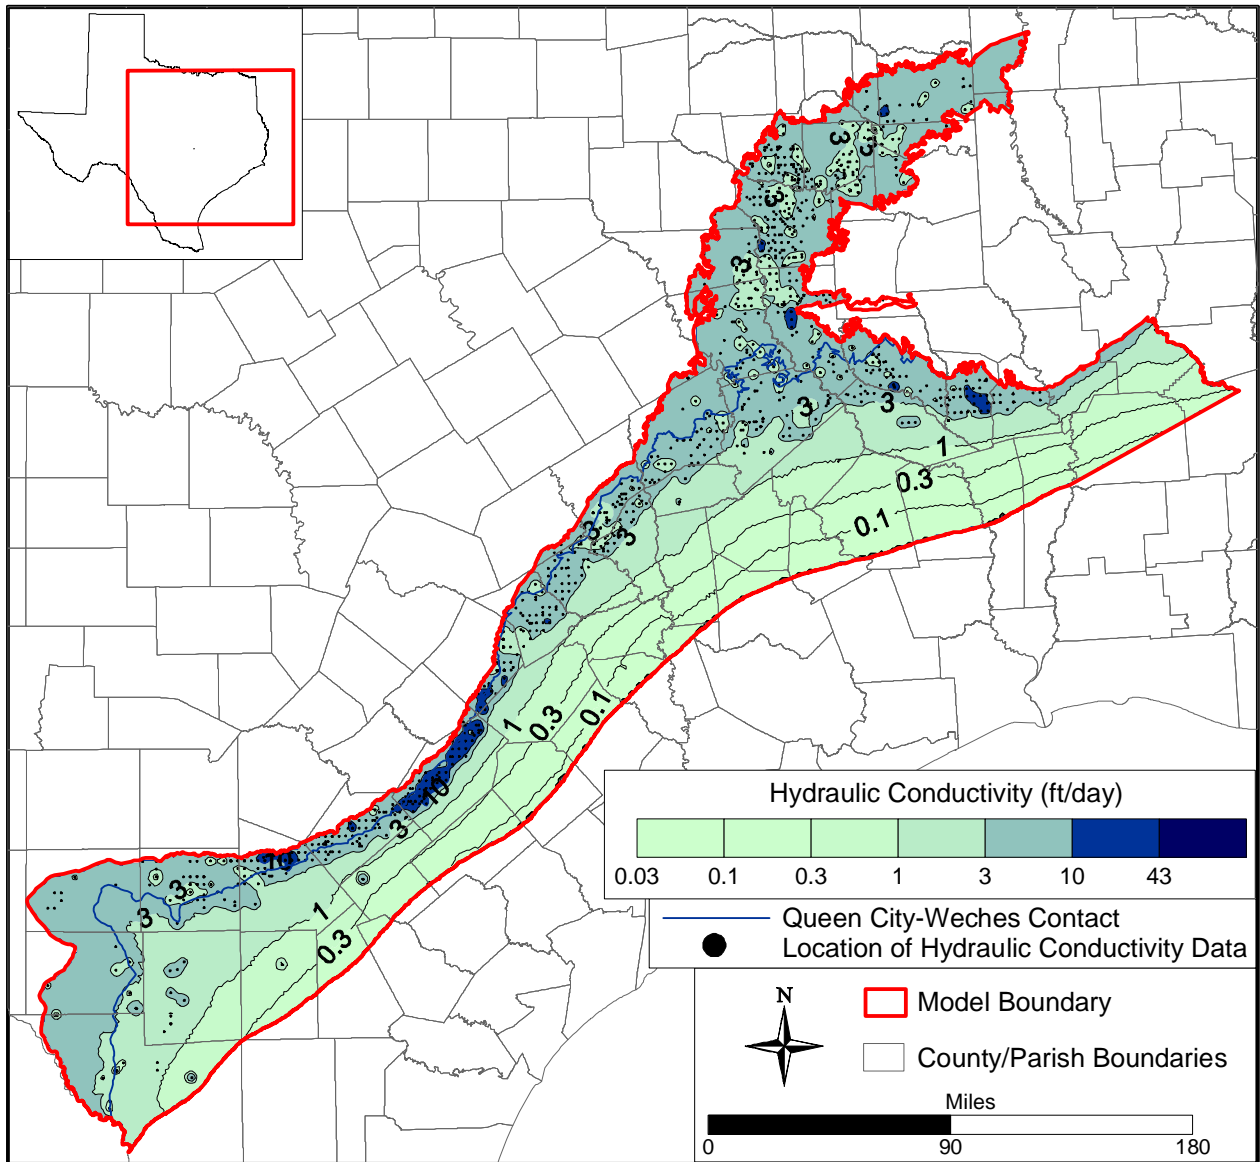 3
3
3
3
3
3
1
0.3
0.1
3
3
1
0.3
0.1
10
3
10
3
3
1
0.3
Hydraulic Conductivity (ft/day)
0.03 0.1 0.3 1 3 10 43
Queen City-Weches Contact
Location of Hydraulic Conductivity Data
N
Model Boundary
County/Parish Boundaries
Miles
0 90 180